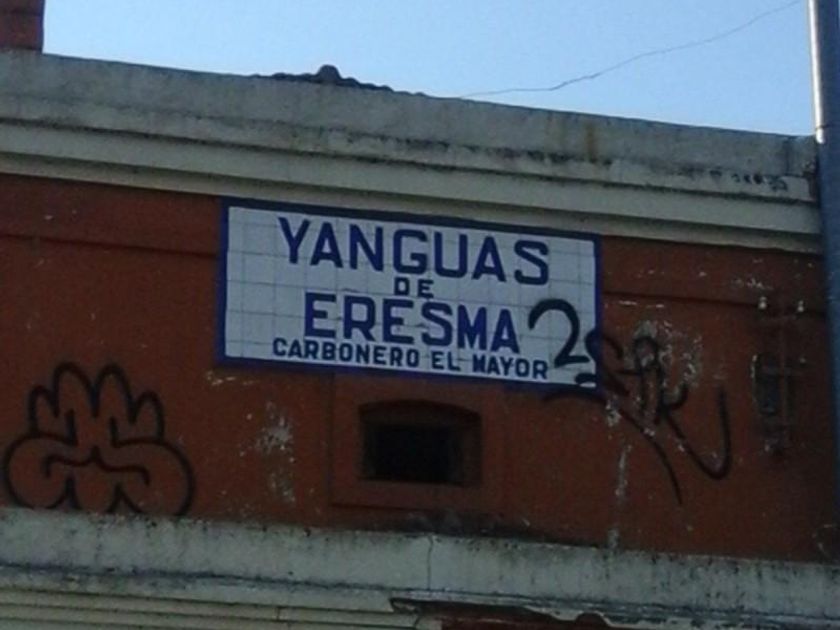 YANGUAS
DE
ERESMA
CARBONERO EL MAYOR